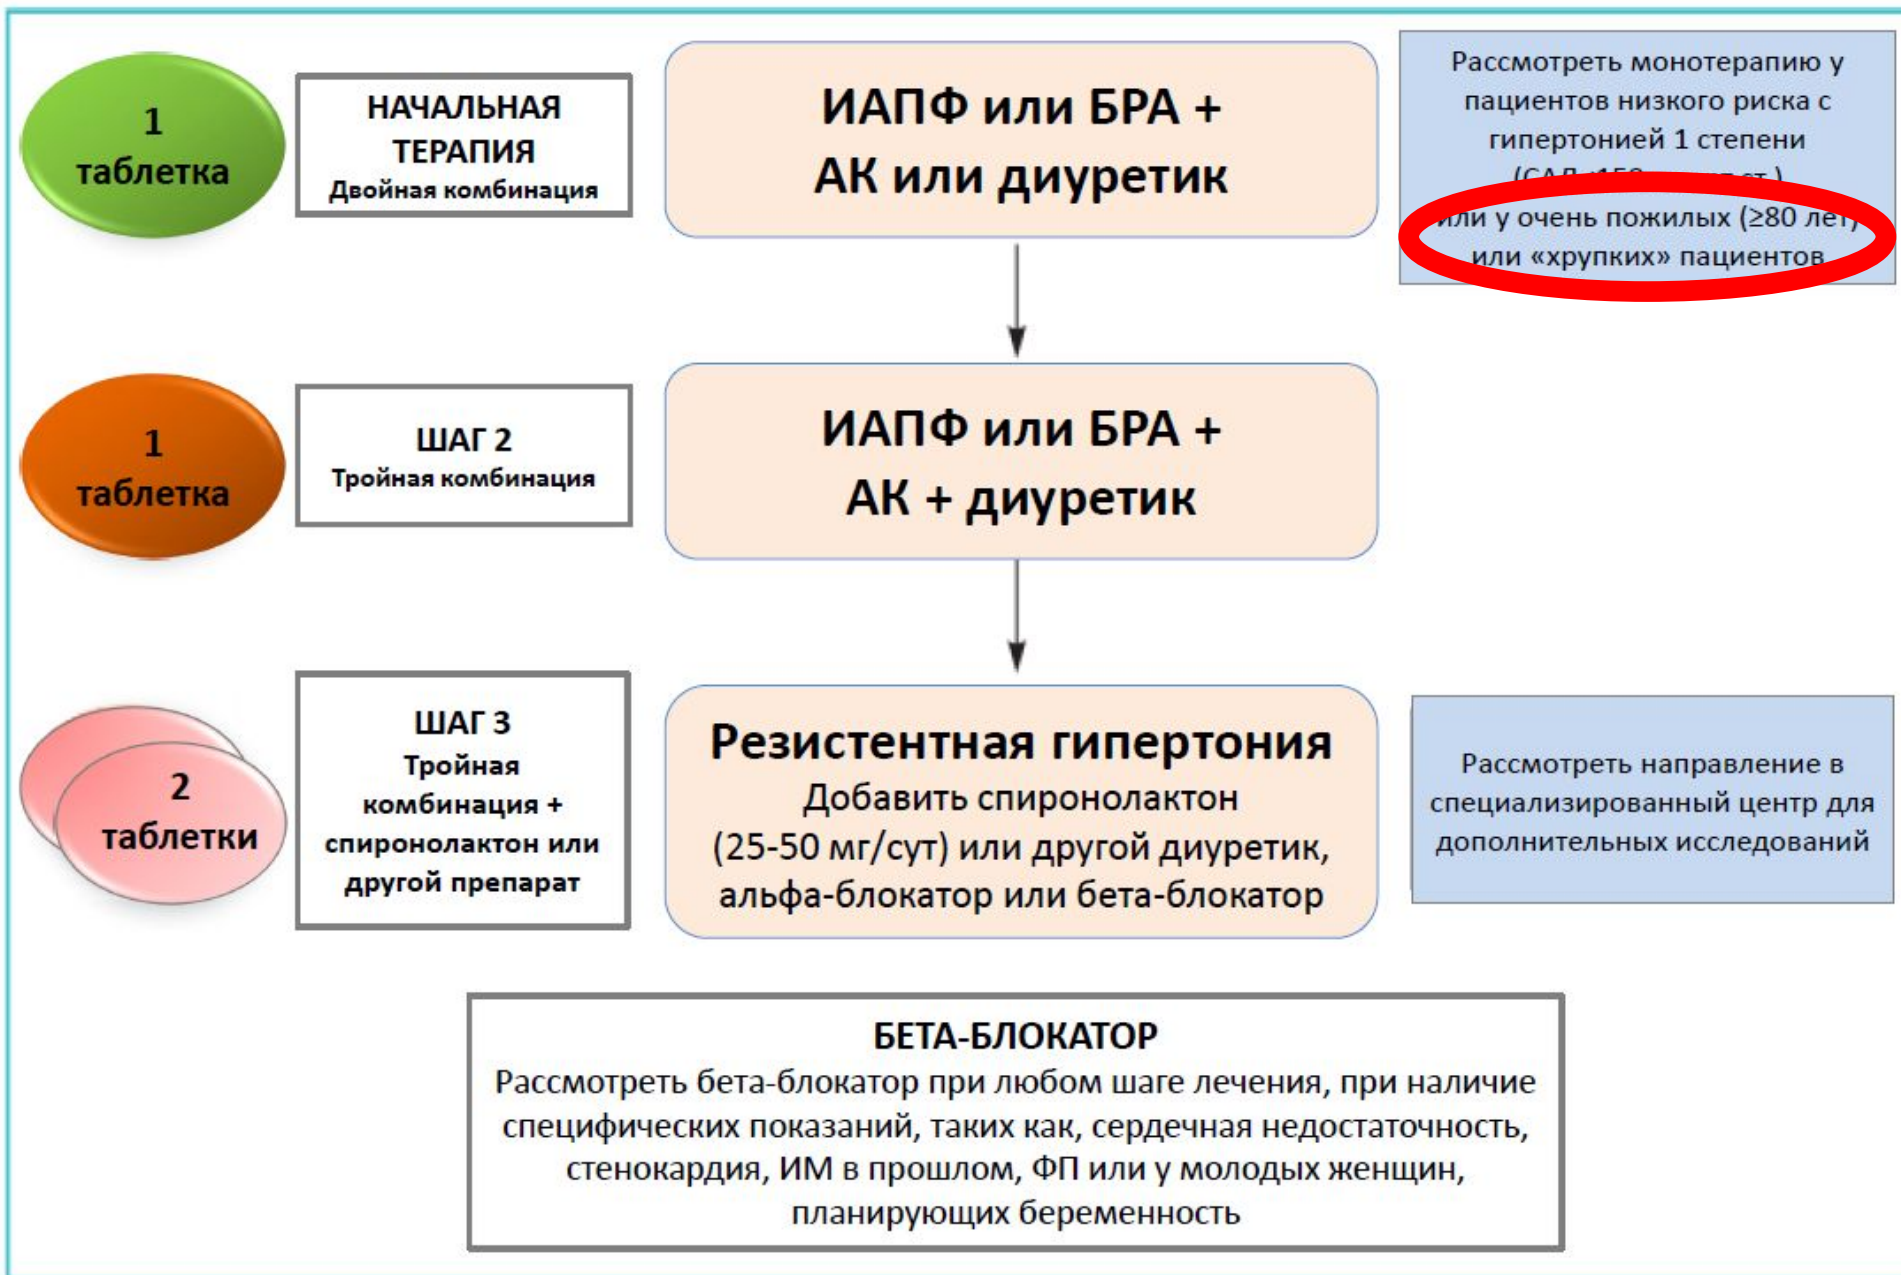 1
таблетка
НАЧАЛЬНАЯ
ТЕРАПИЯ
Двойная комбинация
ИАПФ или БРА +
АК или диуретик
Рассмотреть монотерапию у
пациентов низкого риска с
гипертонией 1 степени
или у очень пожилых (≥80 лет)
или «хрупких» пациентов
1
таблетка
ШАГ 2
Тройная комбинация
ИАПФ или БРА +
АК + диуретик
2
таблетки
ШАГ 3
Тройная
комбинация +
спиронолактон или
другой препарат
Резистентная гипертония
Добавить спиронолактон
(25-50 мг/сут) или другой диуретик,
альфа-блокатор или бета-блокатор
Рассмотреть направление в
специализированный центр для
дополнительных исследований
БЕТА-БЛОКАТОР
Рассмотреть бета-блокатор при любом шаге лечения, при наличие
специфических показаний, таких как, сердечная недостаточность,
стенокардия, ИМ в прошлом, ФП или у молодых женщин,
планирующих беременность